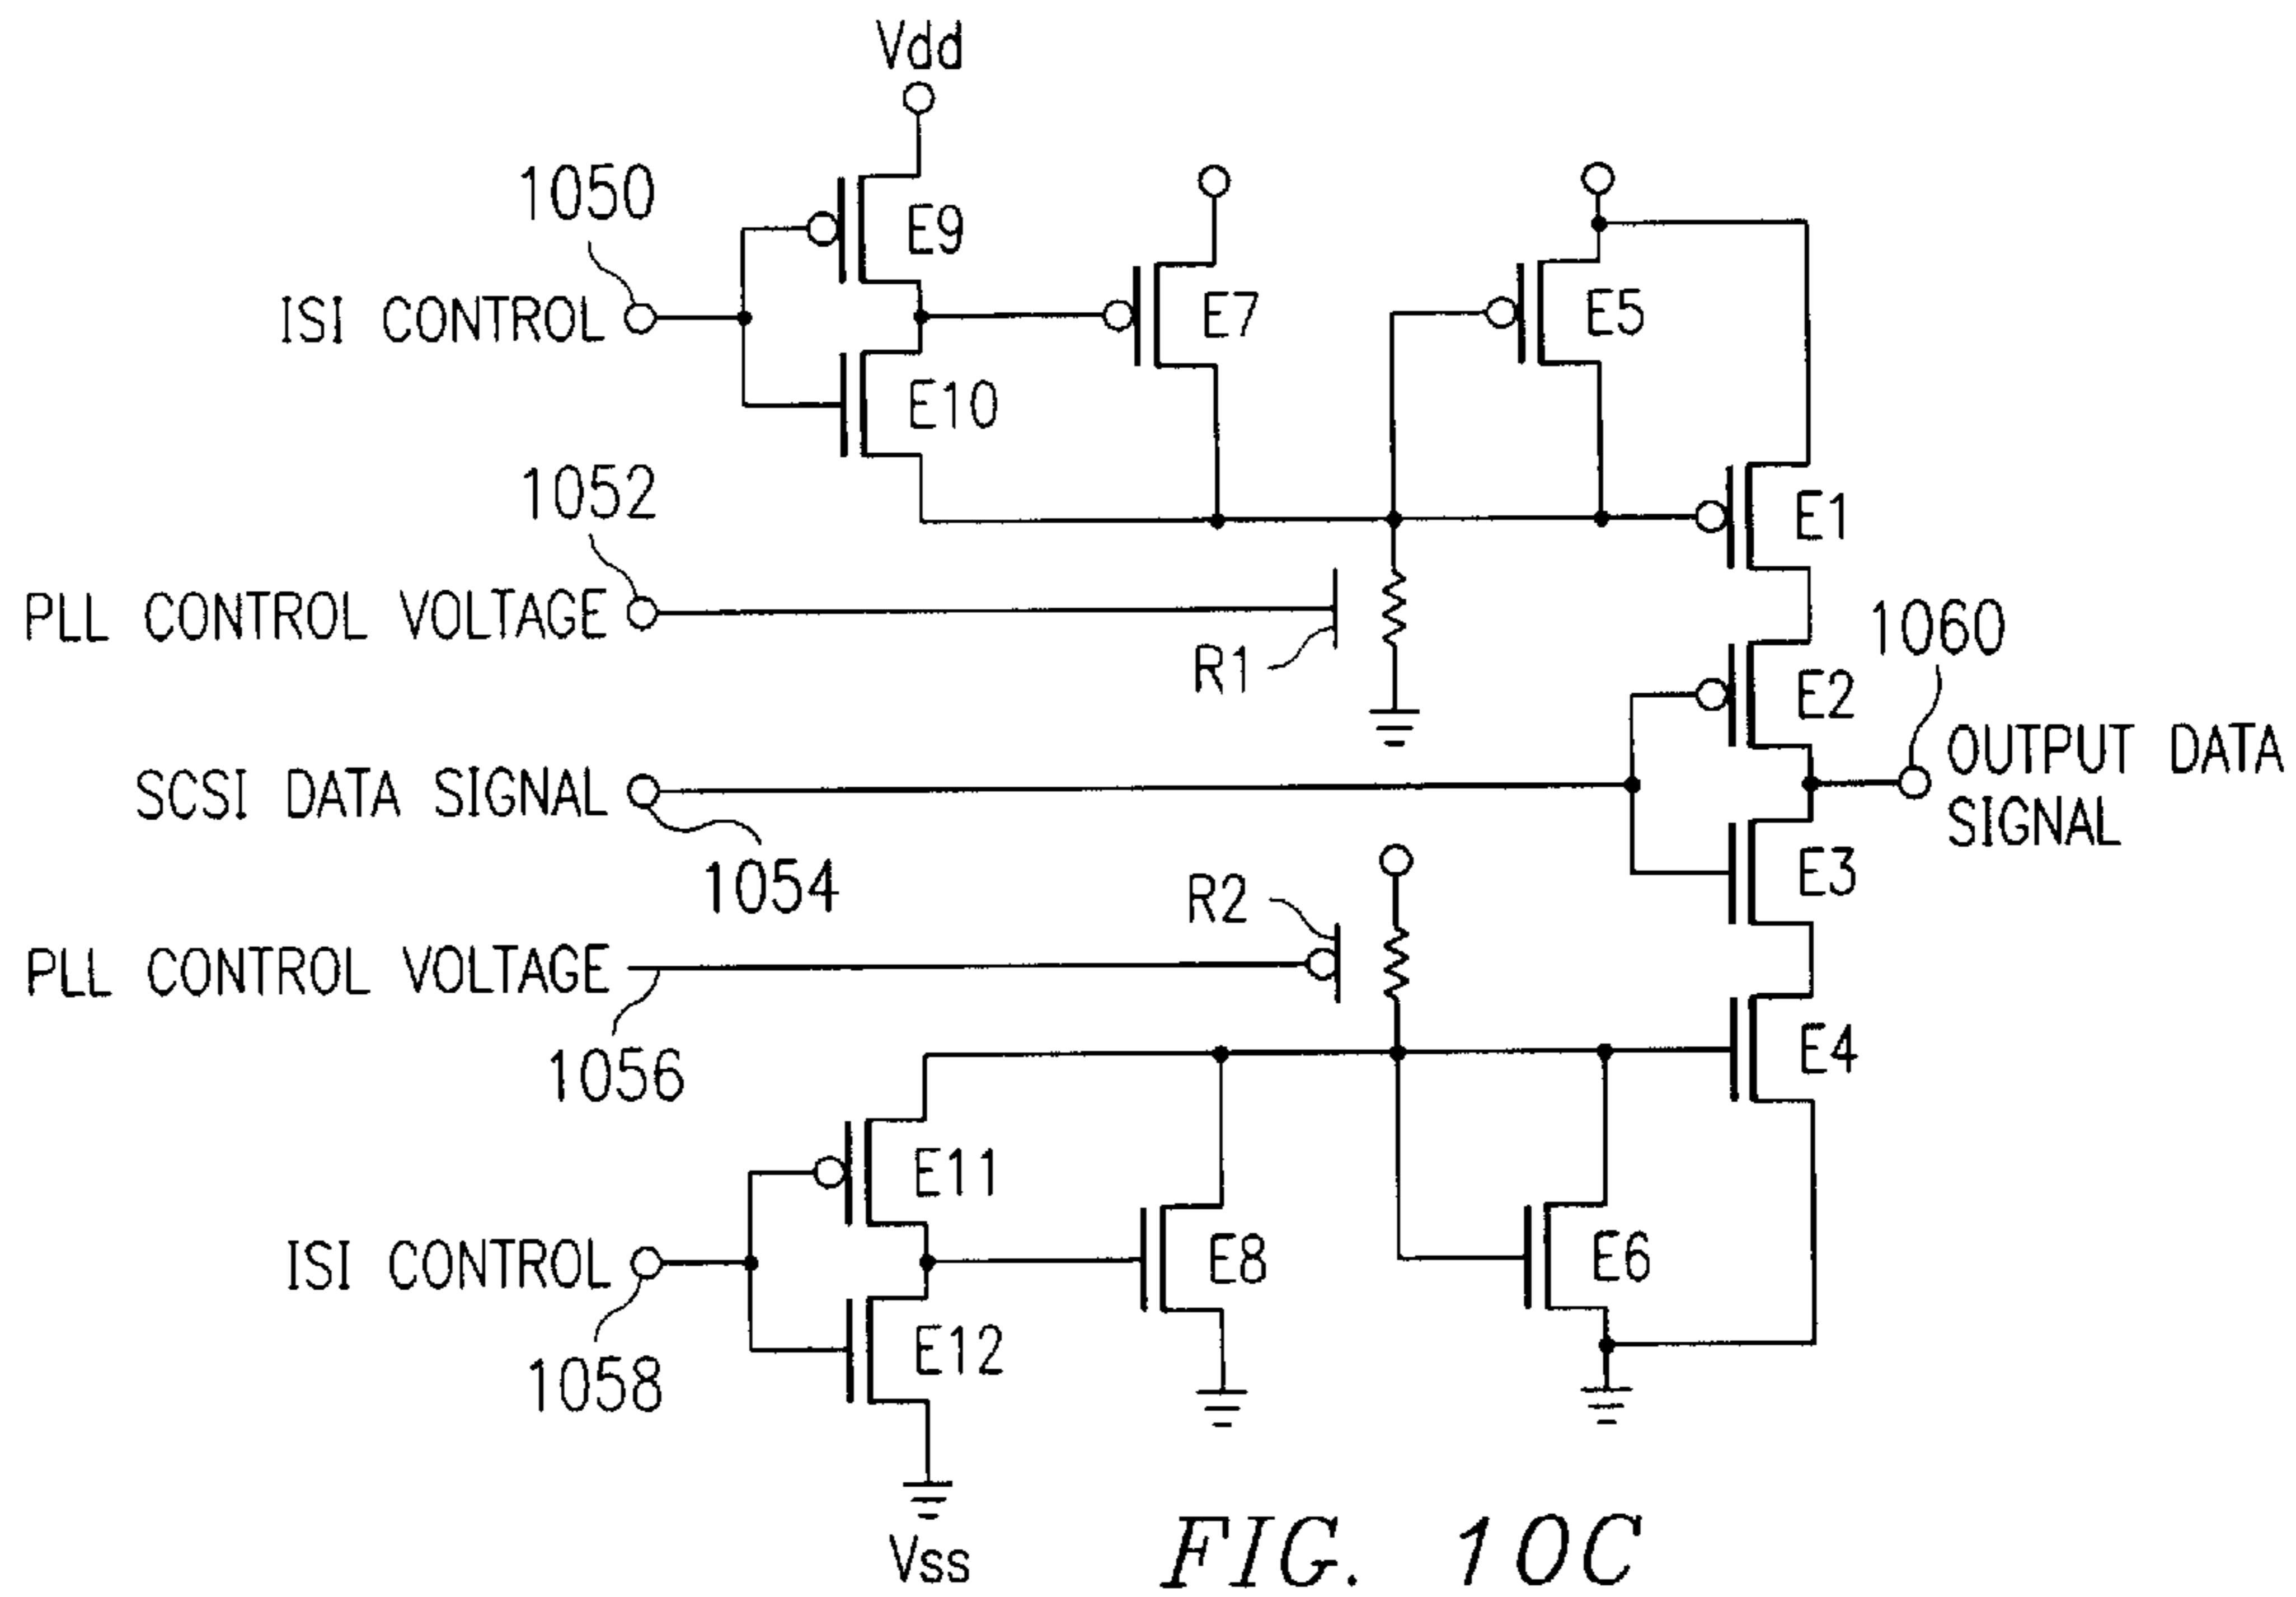 Vdd
1050
E9
ISI CONTROL
E7
E5
E10
1052
E1
PLL CONTROL VOLTAGE
R1
1060
E2
OUTPUT DATA
SIGNAL
SCSI DATA SIGNAL
1054
E3
R2
PLL CONTROL VOLTAGE
1056
E4
E11
ISI CONTROL
E8
E6
E12
1058
Vss
FIG. 10C